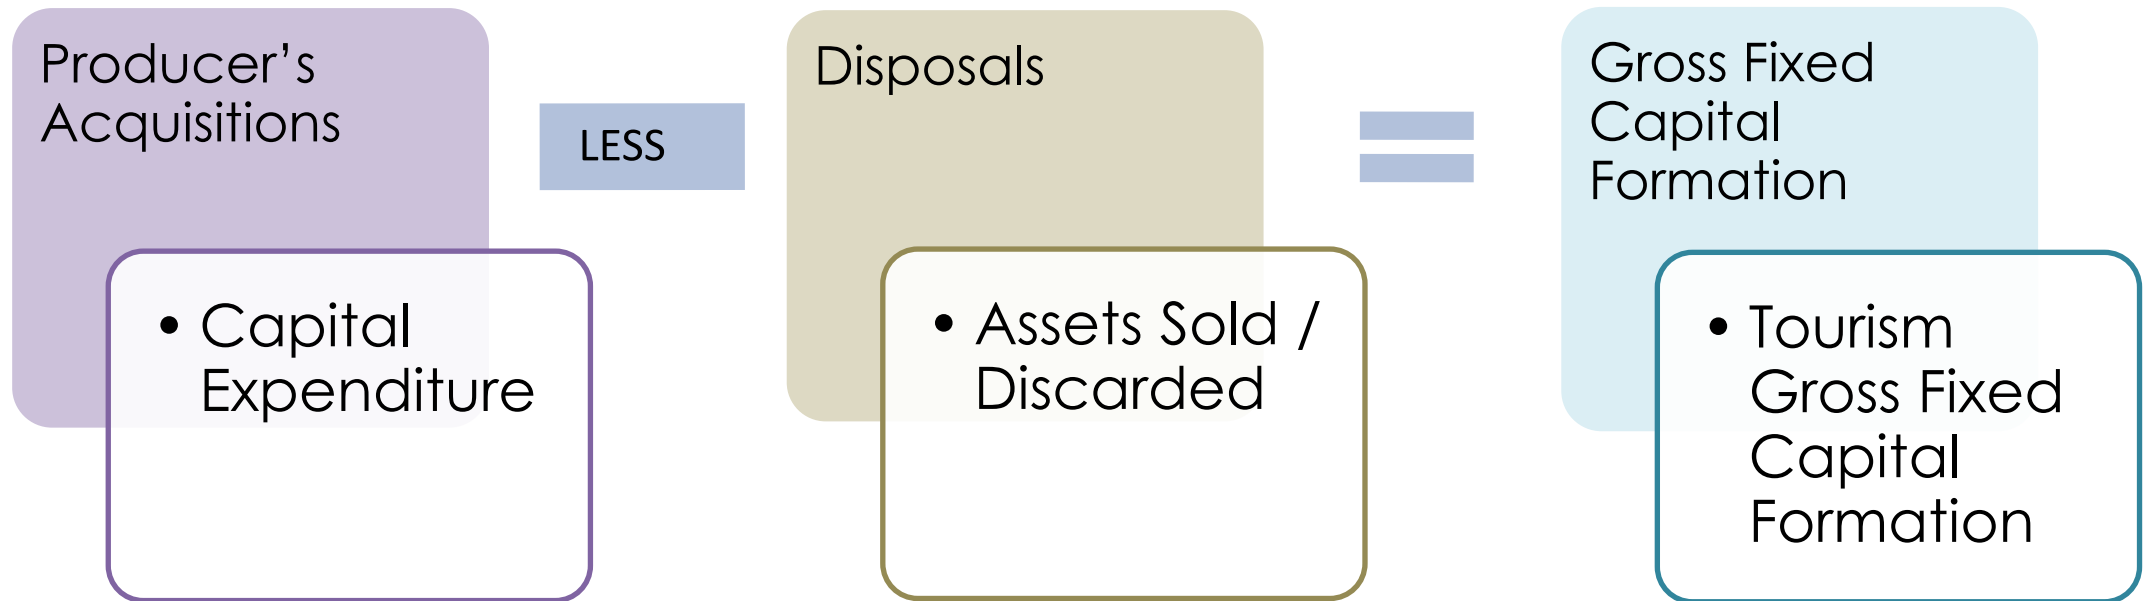 Producer’s
Acquisitions
• Capital
Expenditure
LESS
Disposals
• Assets Sold /
Discarded
Gross Fixed
Capital
Formation
• Tourism
Gross Fixed
Capital
Formation